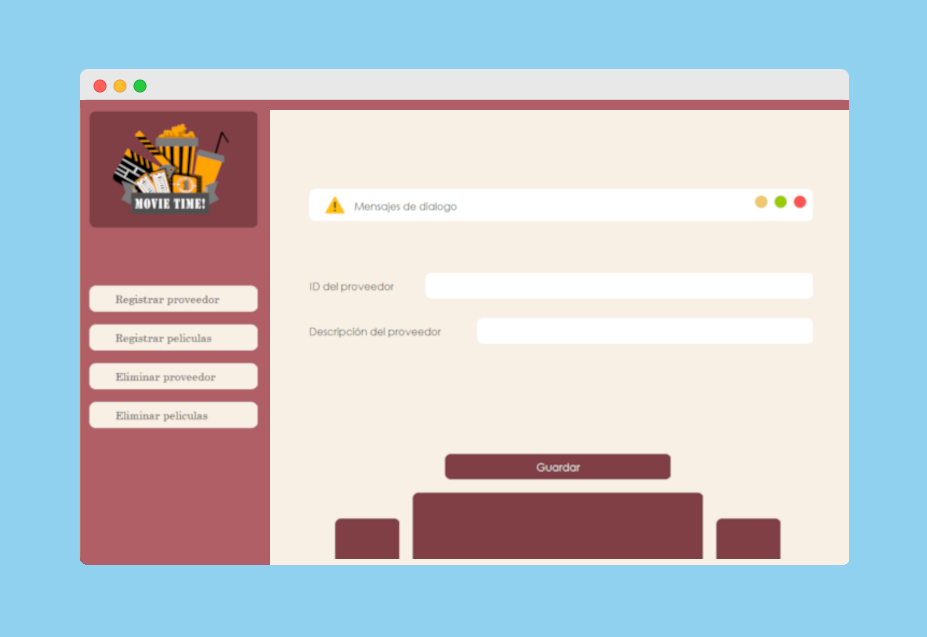 MOVIE TIME!
Mensajes de dialogo
ID del proveedor
Descripción del proveedor
Registrar proveedor
Registrar peliculas
Eliminar proveedor
Eliminar peliculas
Guardar